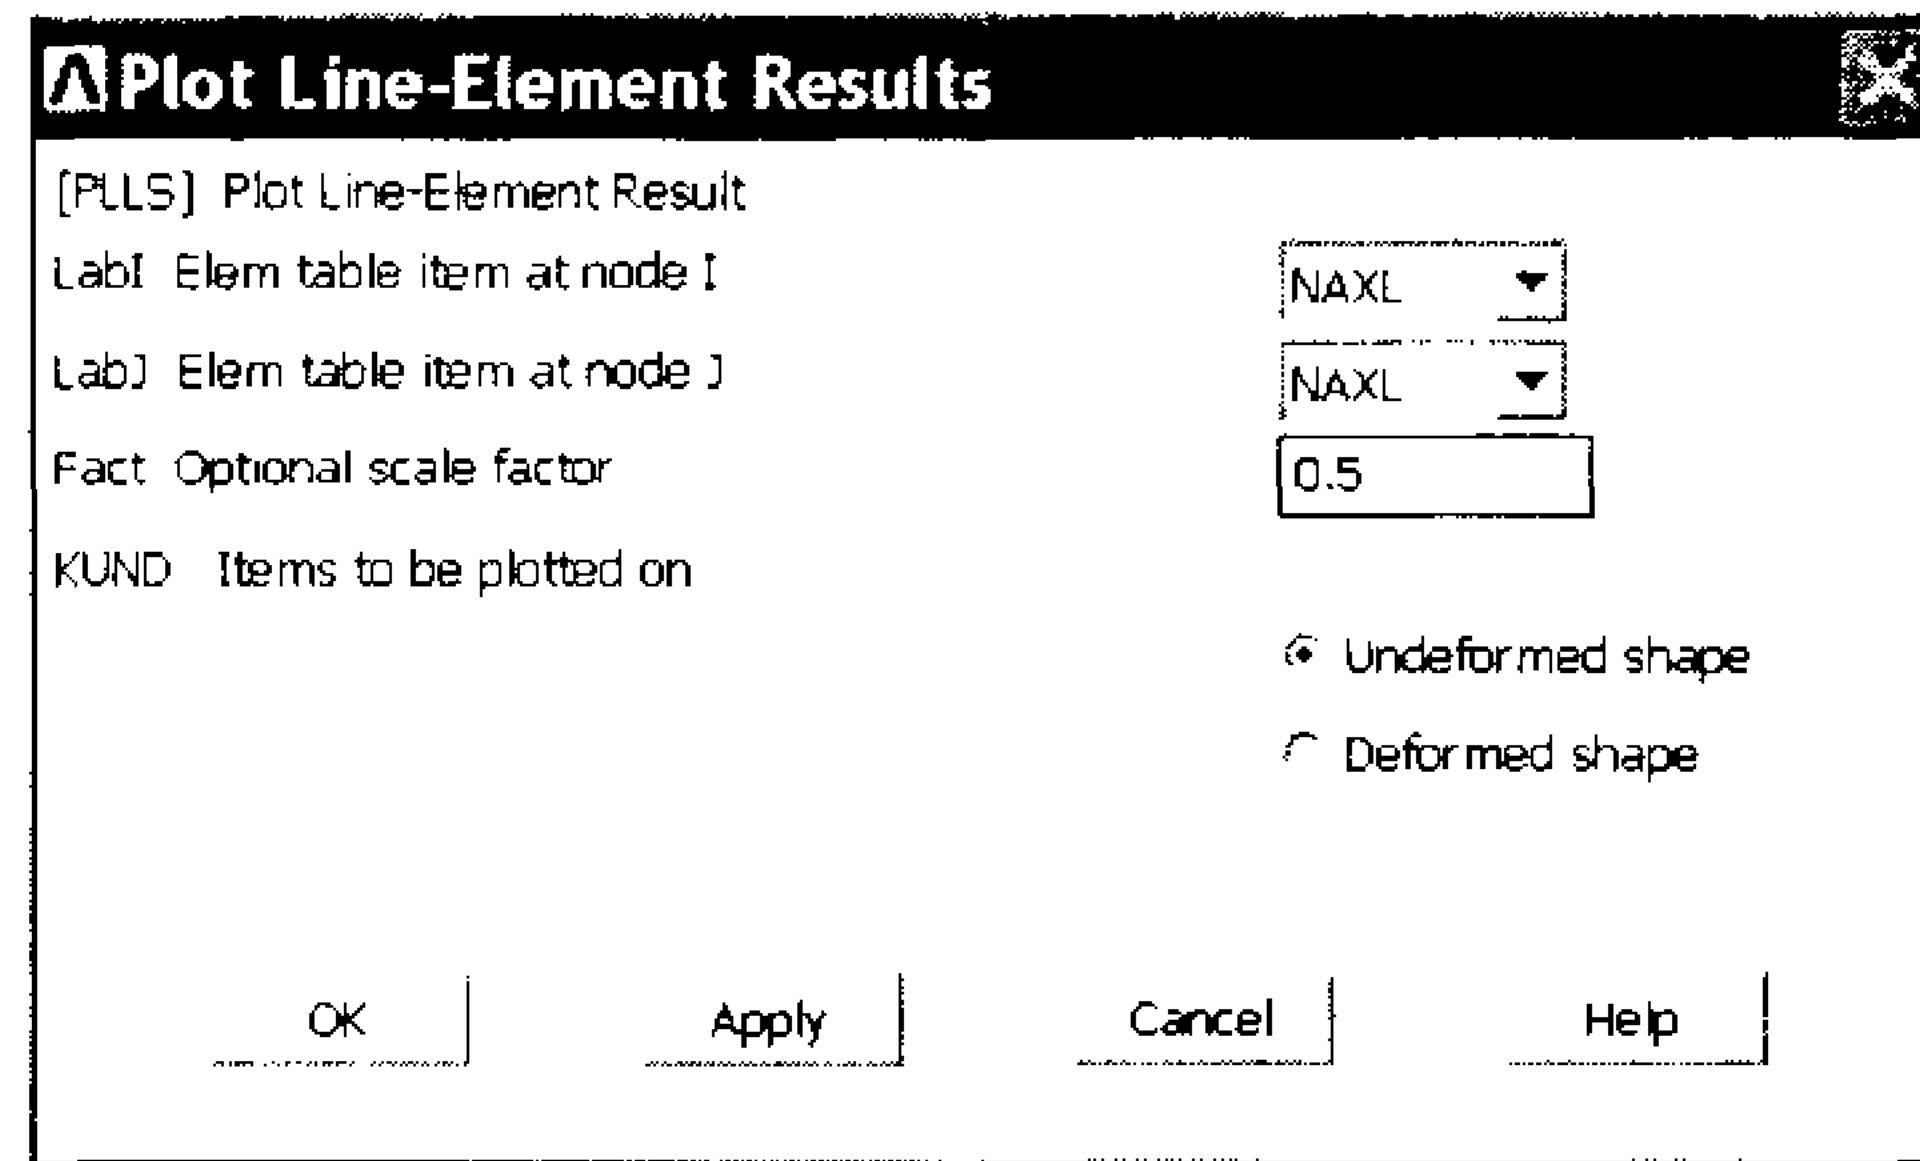 Plot Line-Element Results
[PLLS] Plot Line-Element Result
LabI Elem table item at node I
NAXL
LabJ Elem table item at node J
NAXL
Fact Optional scale factor
0.5
KUND Items to be plotted on
Undeformed shape
Deformed shape
OK
Apply
Cancel
Help